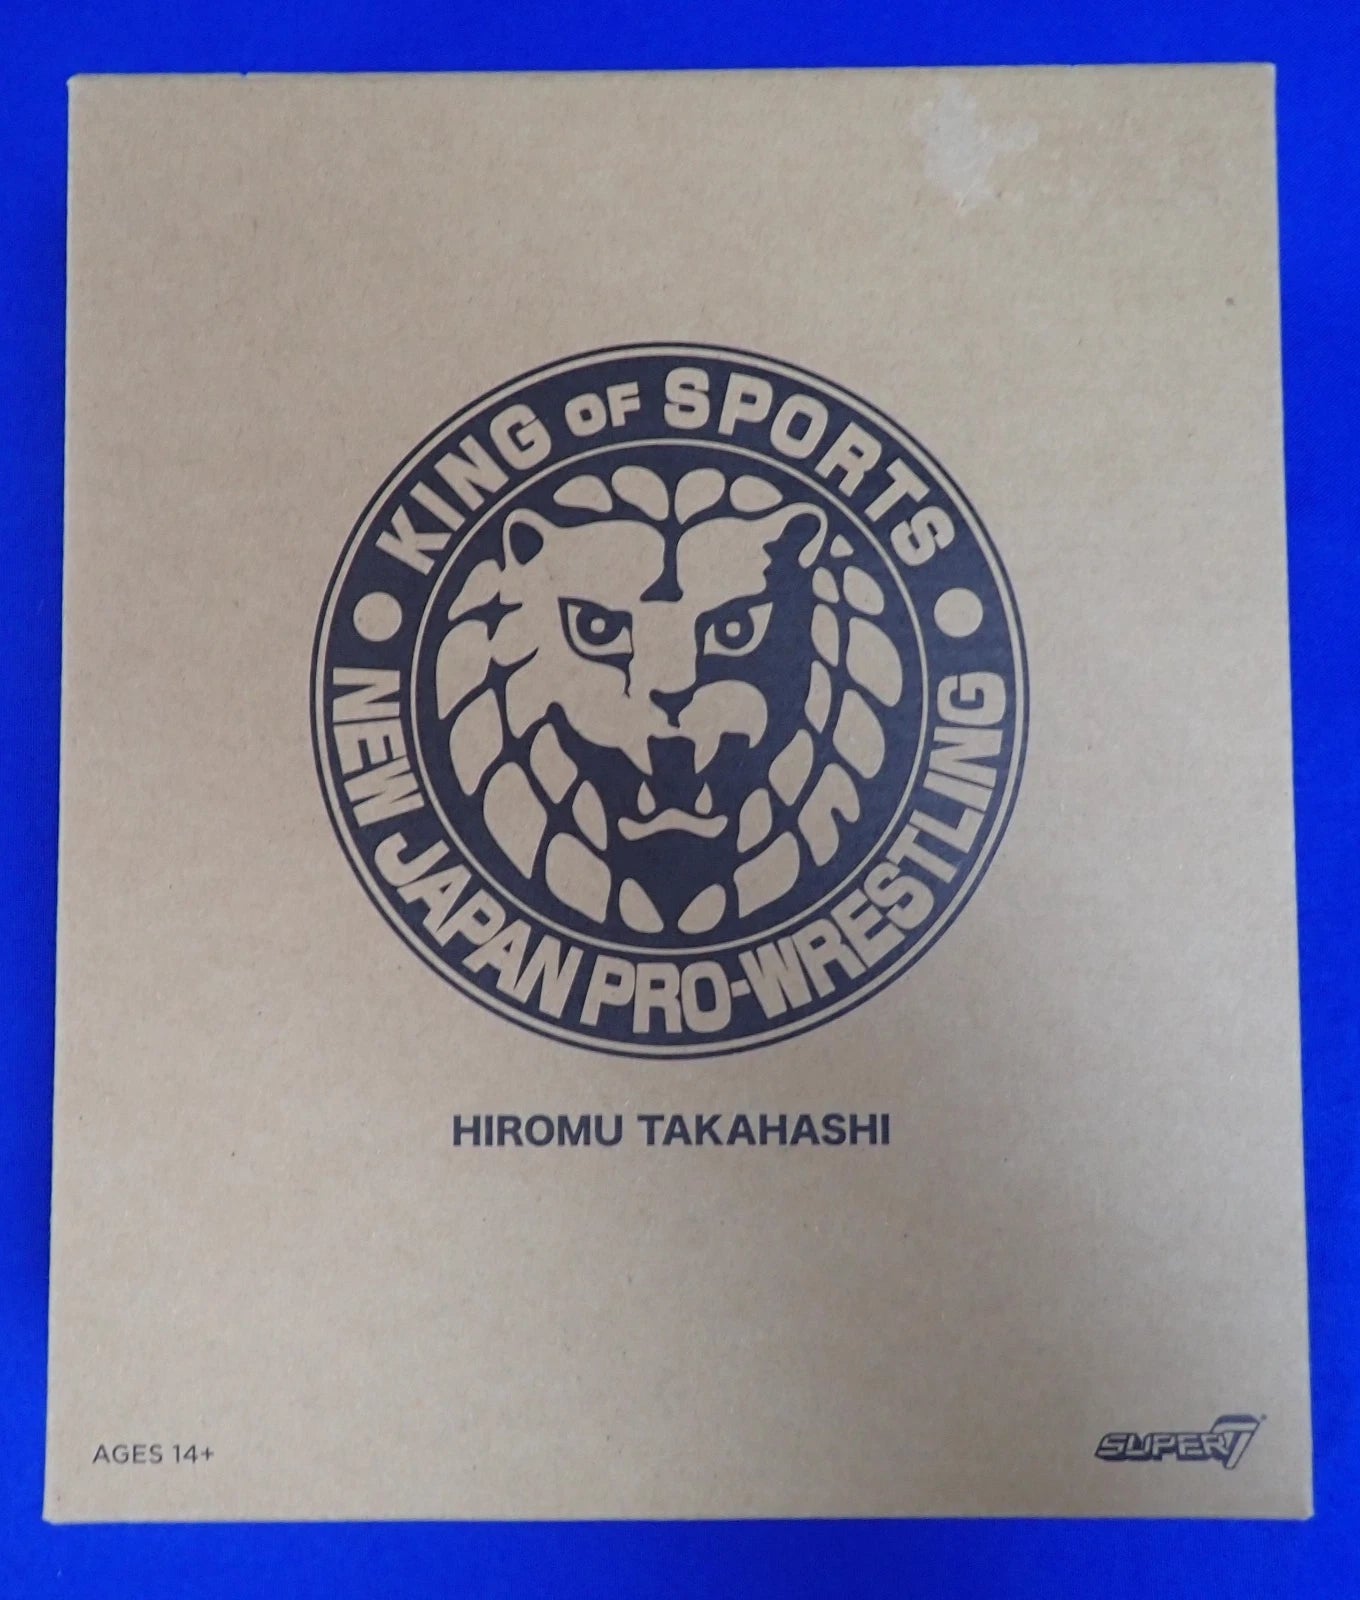 KING OF SPORTS
NEW JAPAN PRO-WRESTLING
HIROMU TAKAHASHI
AGES 14+
SUPER7